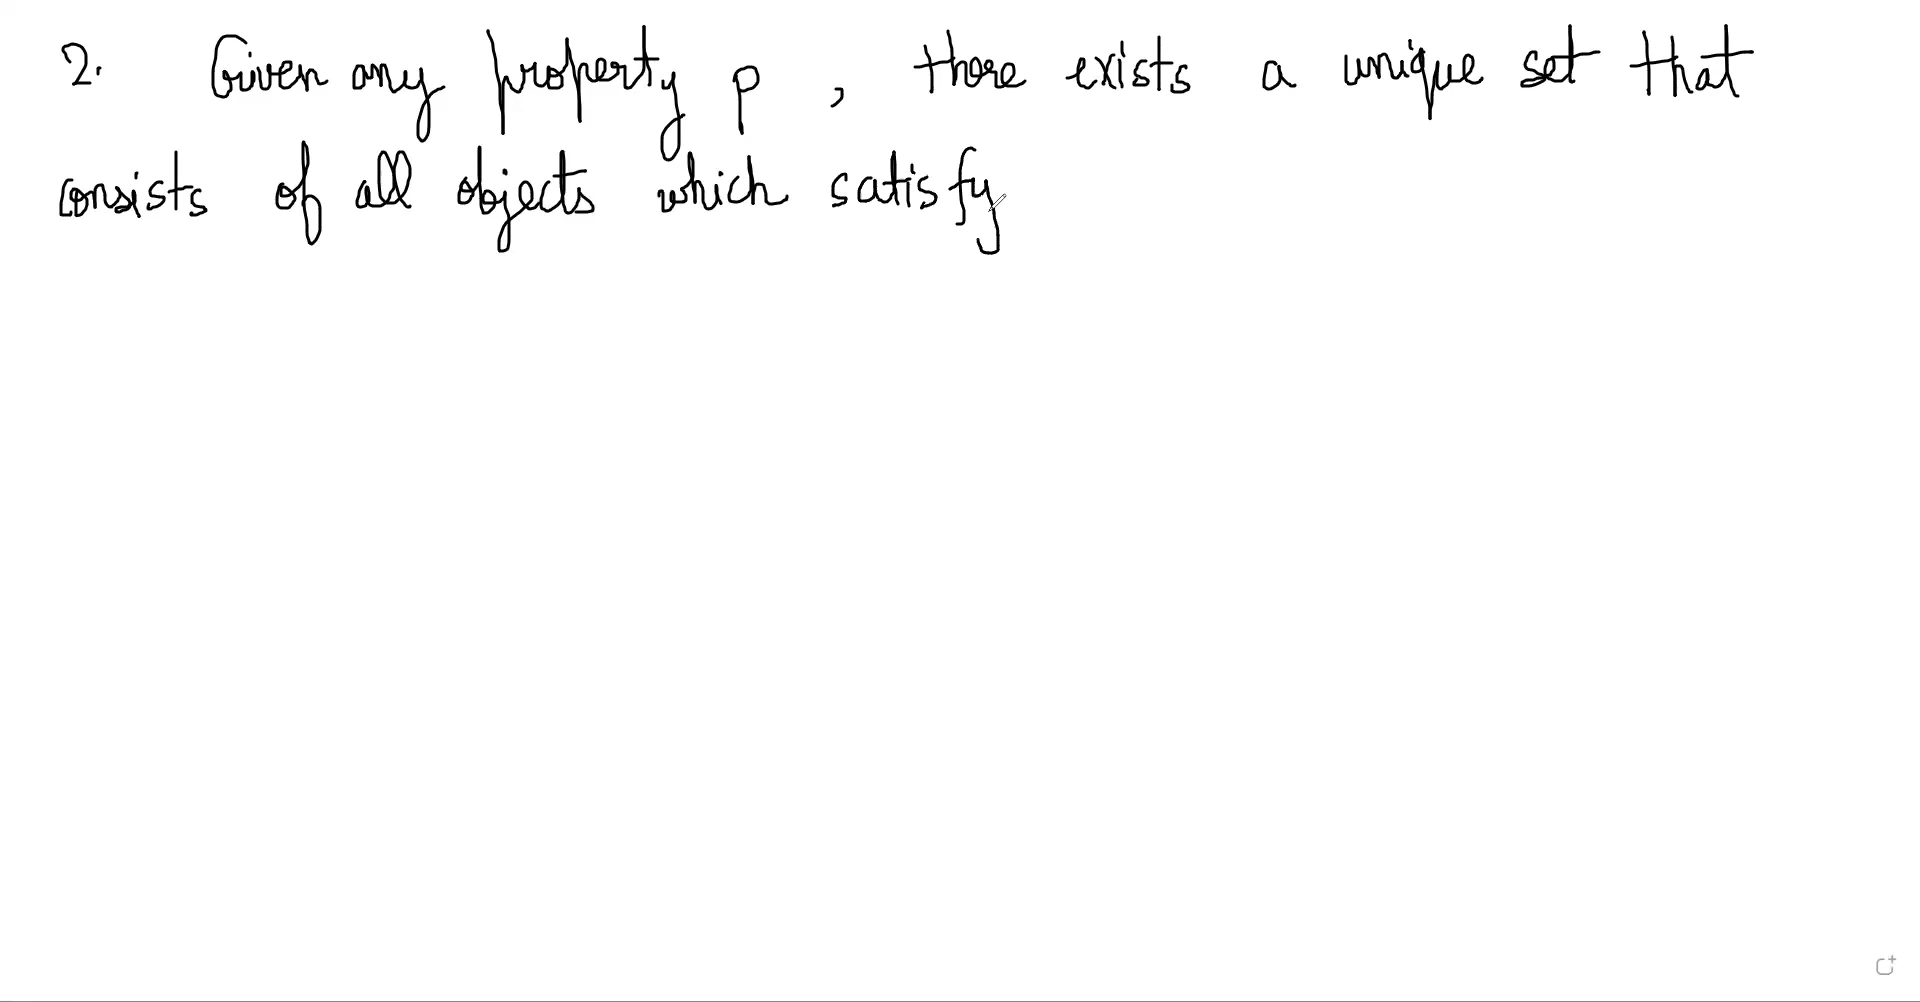 2. Given any property p, there exists a unique set that
consists of all objects which satisfy